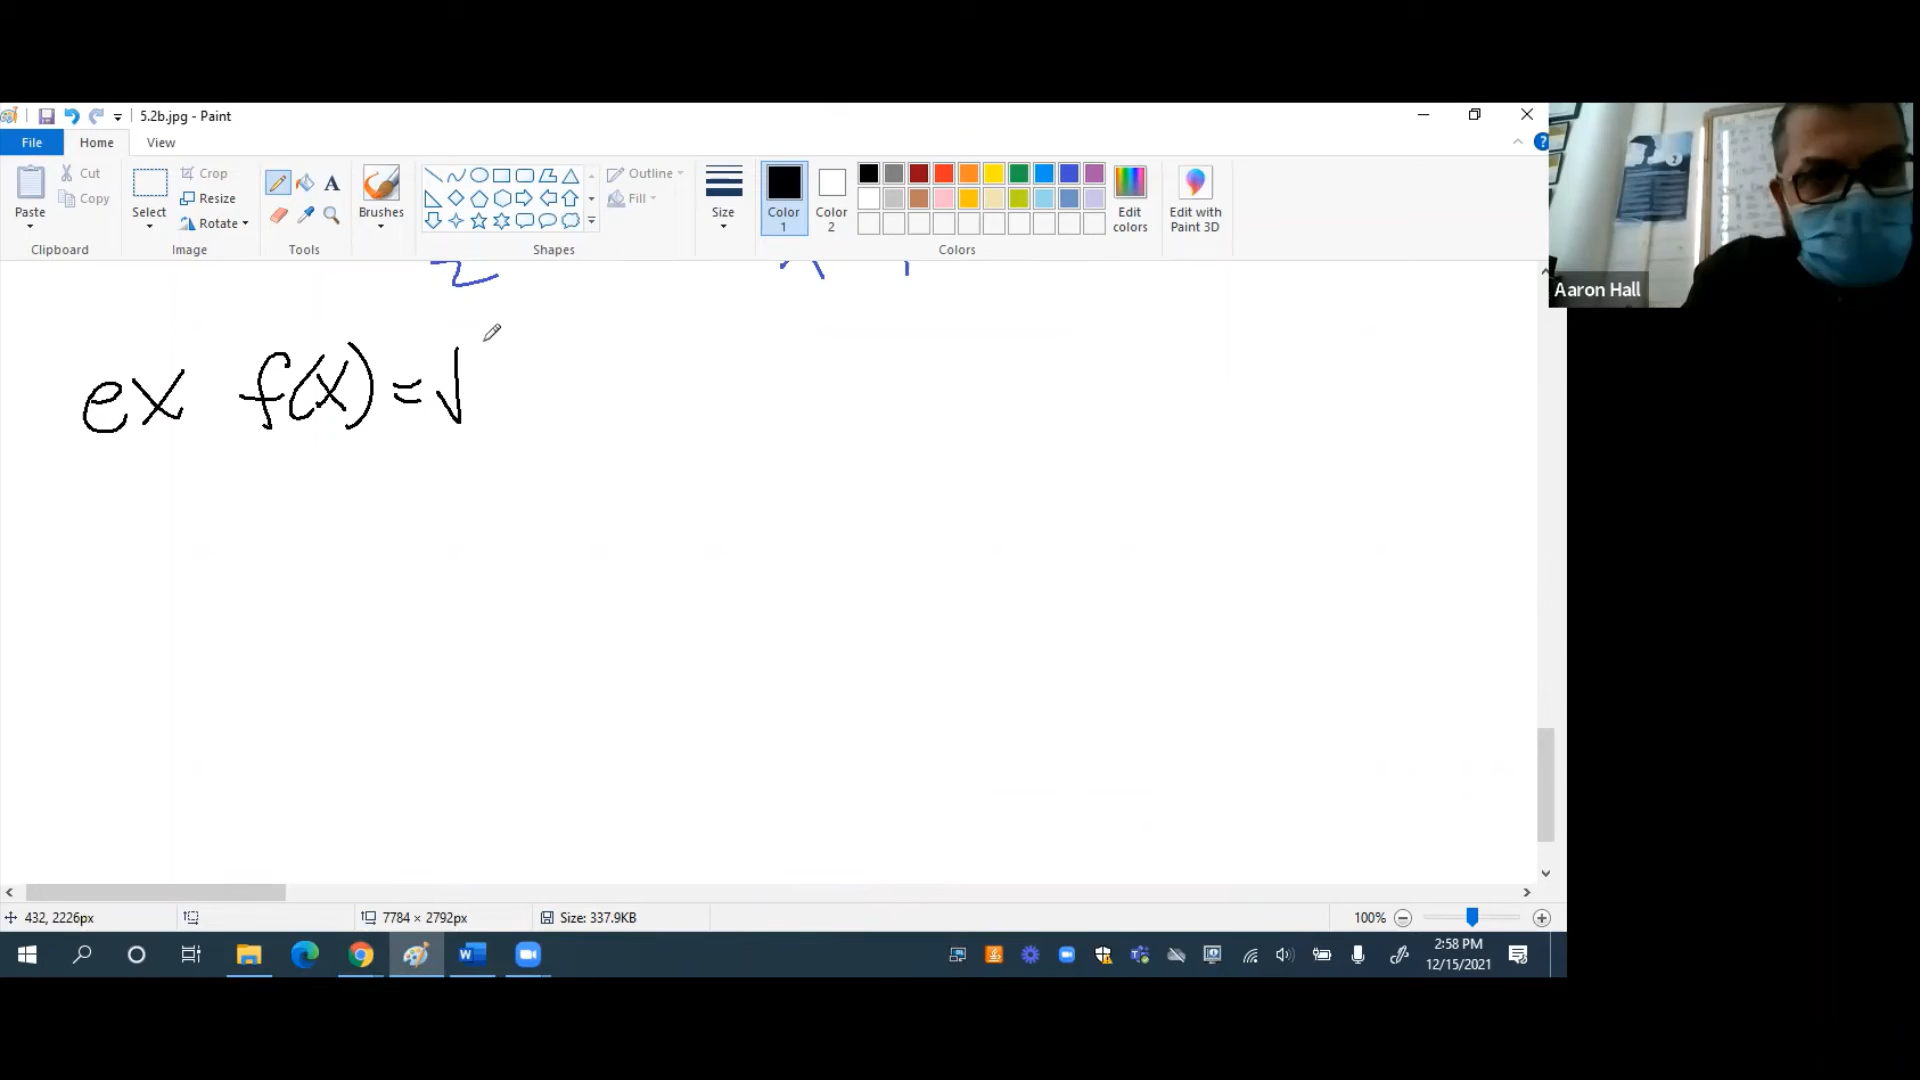 5.2b.jpg - Paint
File Home View
Paste Cut Copy Clipboard
Select Crop Resize Rotate Image
Tools
Brushes
Shapes Outline Fill
Size
Color 1 Color 2
Colors
Edit colors
Edit with Paint 3D
Aaron Hall
ex f(x)=√
432, 2226px 7784 × 2792px Size: 337.9KB 100%
2:58 PM
12/15/2021